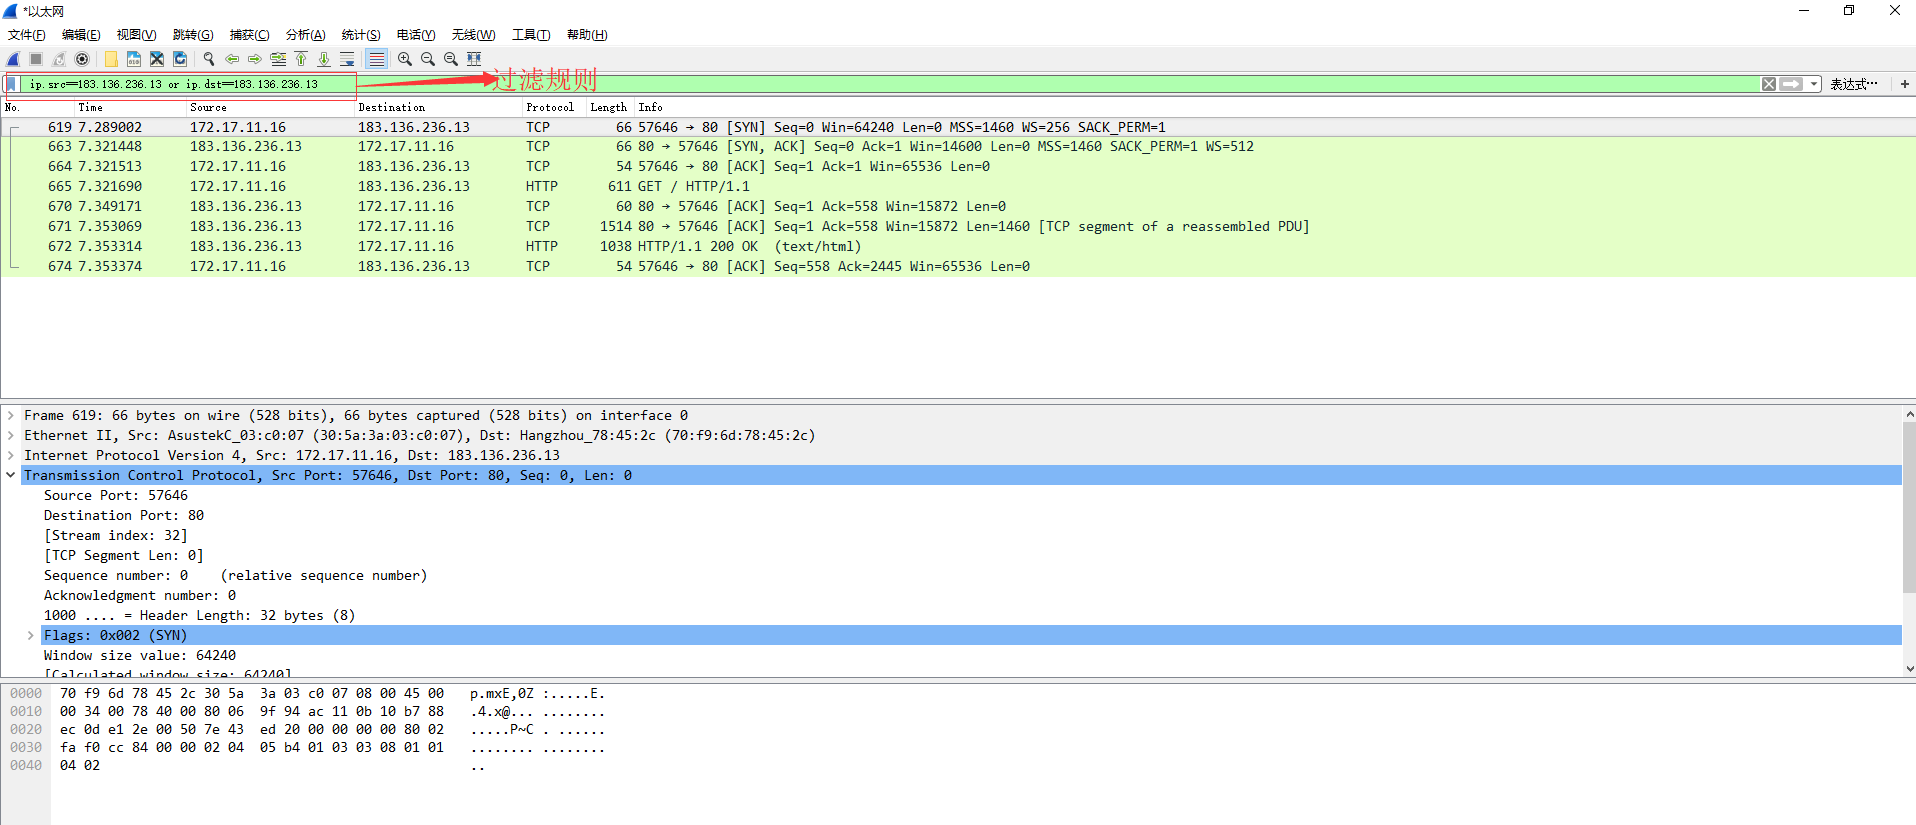 *以太网
文件(F) 编辑(E) 视图(V) 跳转(G) 捕获(C) 分析(A) 统计(S) 电话(Y) 无线(W) 工具(T) 帮助(H)
ip.src==183.136.236.13 or ip.dst==183.136.236.13 过滤规则 表达式… +
No. Time Source Destination Protocol Length Info
619 7.289002 172.17.11.16 183.136.236.13 TCP 66 57646 → 80 [SYN] Seq=0 Win=64240 Len=0 MSS=1460 WS=256 SACK_PERM=1
663 7.321448 183.136.236.13 172.17.11.16 TCP 66 80 → 57646 [SYN, ACK] Seq=0 Ack=1 Win=14600 Len=0 MSS=1460 SACK_PERM=1 WS=512
664 7.321513 172.17.11.16 183.136.236.13 TCP 54 57646 → 80 [ACK] Seq=1 Ack=1 Win=65536 Len=0
665 7.321690 172.17.11.16 183.136.236.13 HTTP 611 GET / HTTP/1.1
670 7.349171 183.136.236.13 172.17.11.16 TCP 60 80 → 57646 [ACK] Seq=1 Ack=558 Win=15872 Len=0
671 7.353069 183.136.236.13 172.17.11.16 TCP 1514 80 → 57646 [ACK] Seq=1 Ack=558 Win=15872 Len=1460 [TCP segment of a reassembled PDU]
672 7.353314 183.136.236.13 172.17.11.16 HTTP 1038 HTTP/1.1 200 OK  (text/html)
674 7.353374 172.17.11.16 183.136.236.13 TCP 54 57646 → 80 [ACK] Seq=558 Ack=2445 Win=65536 Len=0
Frame 619: 66 bytes on wire (528 bits), 66 bytes captured (528 bits) on interface 0
Ethernet II, Src: AsustekC_03:c0:07 (30:5a:3a:03:c0:07), Dst: Hangzhou_78:45:2c (70:f9:6d:78:45:2c)
Internet Protocol Version 4, Src: 172.17.11.16, Dst: 183.136.236.13
Transmission Control Protocol, Src Port: 57646, Dst Port: 80, Seq: 0, Len: 0
Source Port: 57646
Destination Port: 80
[Stream index: 32]
[TCP Segment Len: 0]
Sequence number: 0    (relative sequence number)
Acknowledgment number: 0
1000 .... = Header Length: 32 bytes (8)
Flags: 0x002 (SYN)
Window size value: 64240
[Calculated window size: 64240]
0000 70 f9 6d 78 45 2c 30 5a 3a 03 c0 07 08 00 45 00 p.mxE,0Z :.....E.
0010 00 34 00 78 40 00 80 06 9f 94 ac 11 0b 10 b7 88 .4.x@... ........
0020 ec 0d e1 2e 00 50 7e 43 ed 20 00 00 00 00 80 02 .....P~C . ......
0030 fa f0 cc 84 00 00 02 04 05 b4 01 03 03 08 01 01 ........ ........
0040 04 02 ..